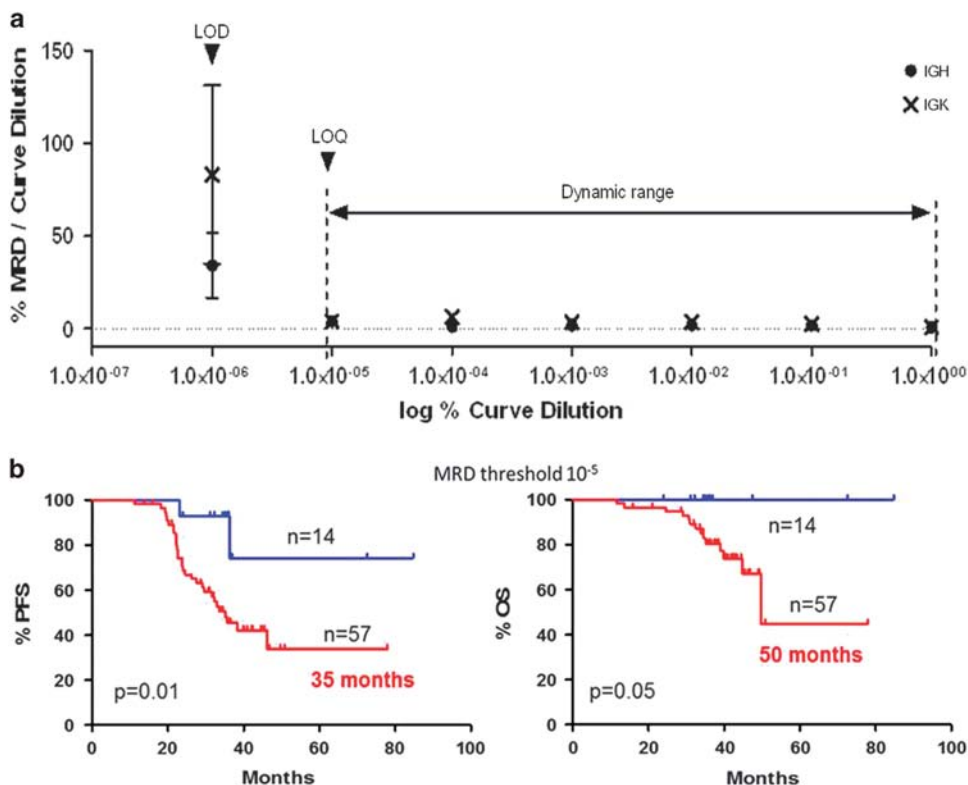 a
LOD
LOQ
IGH
IGK
Dynamic range
% MRD / Curve Dilution
150
100
50
0
1.0x10-07
1.0x10-06
1.0x10-05
1.0x10-04
1.0x10-03
1.0x10-02
1.0x10-01
1.0x10⁰⁰
log % Curve Dilution
b
MRD threshold 10-5
% PFS
100
80
60
40
20
0
n=14
n=57
35 months
p=0.01
0
20
40
60
80
100
Months
% OS
100
80
60
40
20
0
n=14
n=57
50 months
p=0.05
0
20
40
60
80
100
Months